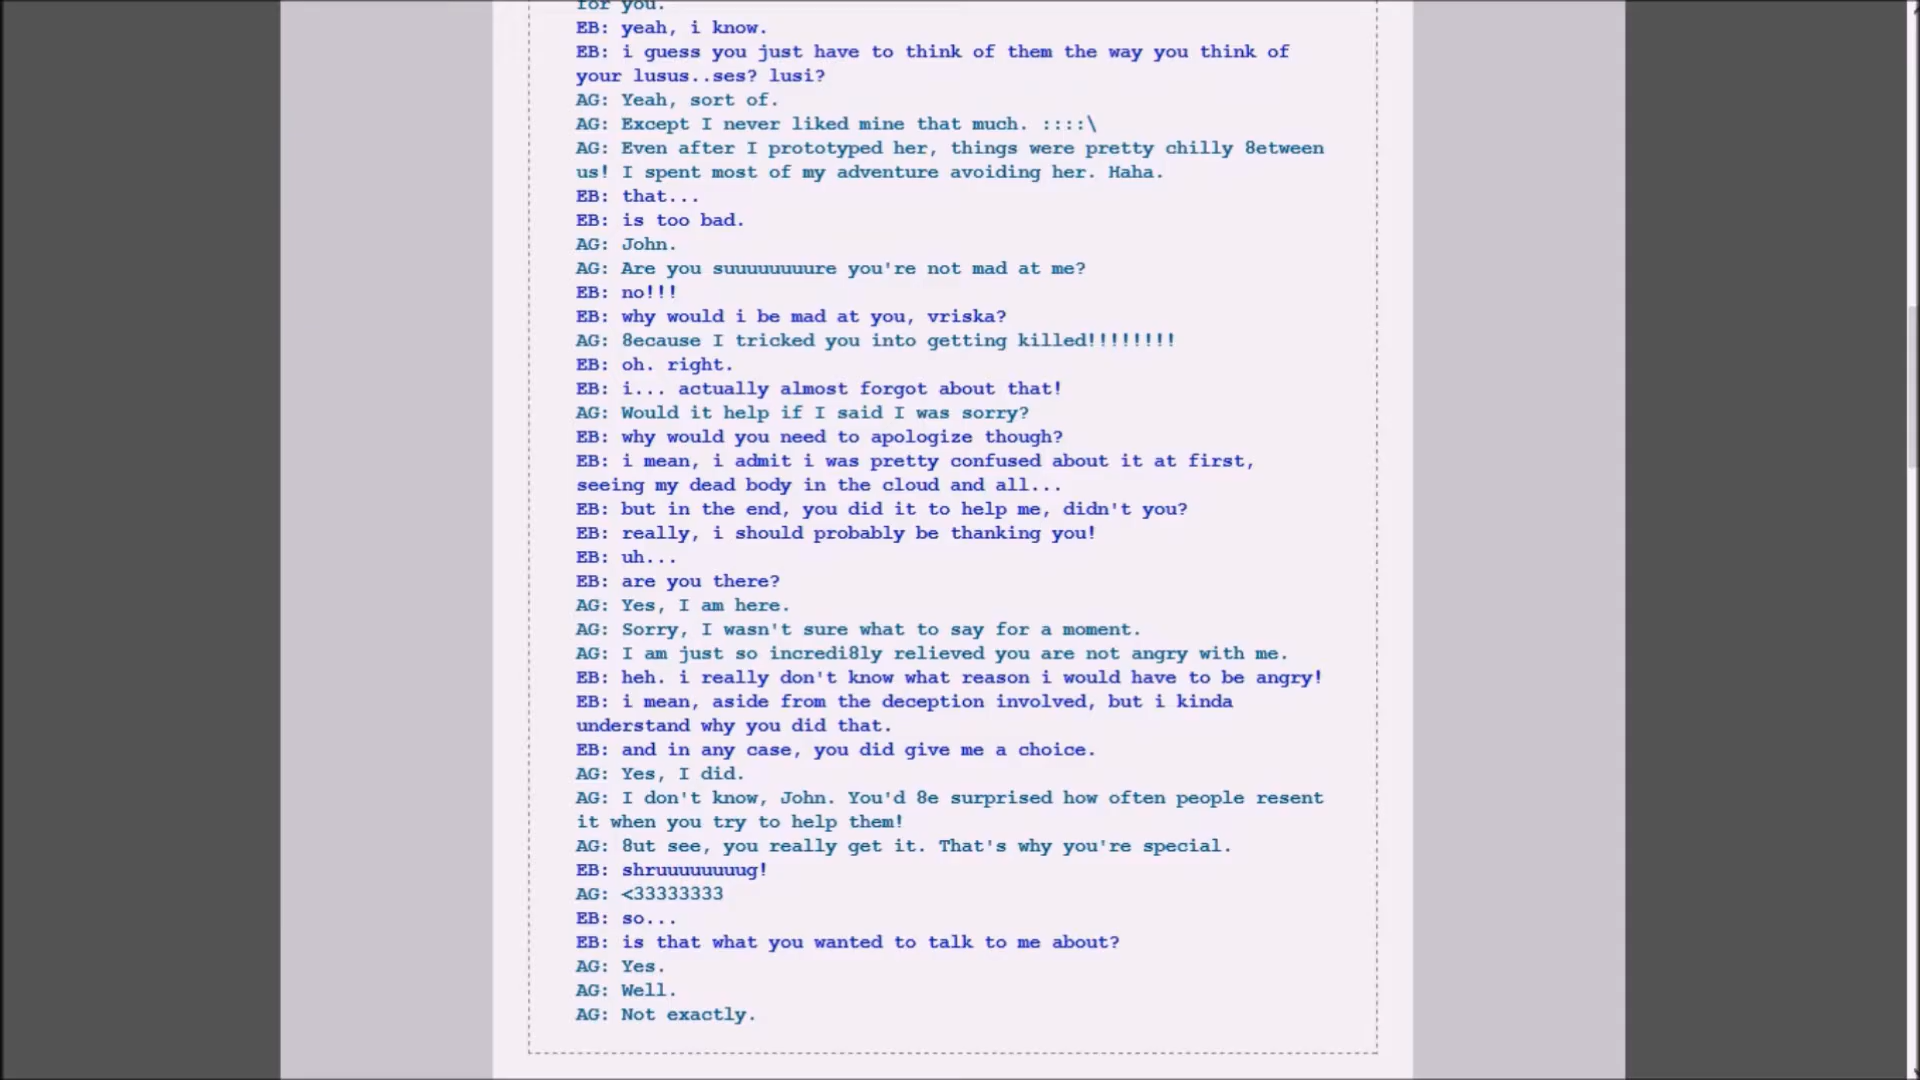 for you.
EB: yeah, i know.
EB: i guess you just have to think of them the way you think of
your lusus..ses? lusi?
AG: Yeah, sort of.
AG: Except I never liked mine that much. ::::\
AG: Even after I prototyped her, things were pretty chilly 8etween
us! I spent most of my adventure avoiding her. Haha.
EB: that...
EB: is too bad.
AG: John.
AG: Are you suuuuuuuure you're not mad at me?
EB: no!!!
EB: why would i be mad at you, vriska?
AG: 8ecause I tricked you into getting killed!!!!!!!!
EB: oh. right.
EB: i... actually almost forgot about that!
AG: Would it help if I said I was sorry?
EB: why would you need to apologize though?
EB: i mean, i admit i was pretty confused about it at first,
seeing my dead body in the cloud and all...
EB: but in the end, you did it to help me, didn't you?
EB: really, i should probably be thanking you!
EB: uh...
EB: are you there?
AG: Yes, I am here.
AG: Sorry, I wasn't sure what to say for a moment.
AG: I am just so incredi8ly relieved you are not angry with me.
EB: heh. i really don't know what reason i would have to be angry!
EB: i mean, aside from the deception involved, but i kinda
understand why you did that.
EB: and in any case, you did give me a choice.
AG: Yes, I did.
AG: I don't know, John. You'd 8e surprised how often people resent
it when you try to help them!
AG: 8ut see, you really get it. That's why you're special.
EB: shruuuuuuuug!
AG: <33333333
EB: so...
EB: is that what you wanted to talk to me about?
AG: Yes.
AG: Well.
AG: Not exactly.